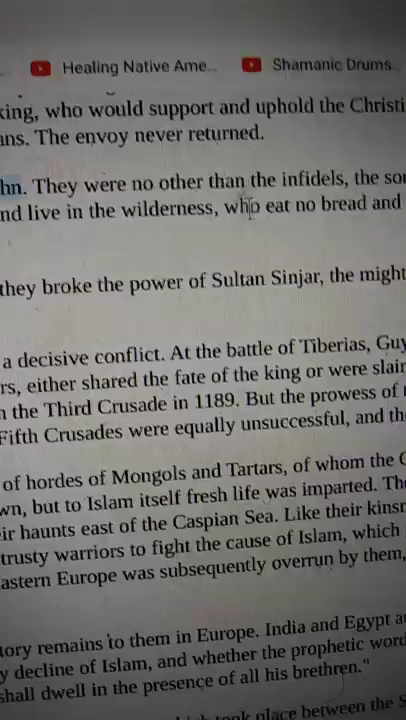 Healing Native Ame... Shamanic Drums
king, who would support and uphold the Christi
ans. The envoy never returned.
hn. They were no other than the infidels, the so
nd live in the wilderness, who eat no bread and
they broke the power of Sultan Sinjar, the might
a decisive conflict. At the battle of Tiberias, Guy
rs, either shared the fate of the king or were slair
n the Third Crusade in 1189. But the prowess of
Fifth Crusades were equally unsuccessful, and th
of hordes of Mongols and Tartars, of whom the
wn, but to Islam itself fresh life was imparted. Th
ir haunts east of the Caspian Sea. Like their kinsr
trusty warriors to fight the cause of Islam, which
astern Europe was subsequently overrun by them,
tory remains to them in Europe. India and Egypt a
y decline of Islam, and whether the prophetic word
shall dwell in the presence of all his brethren."
took place between the S